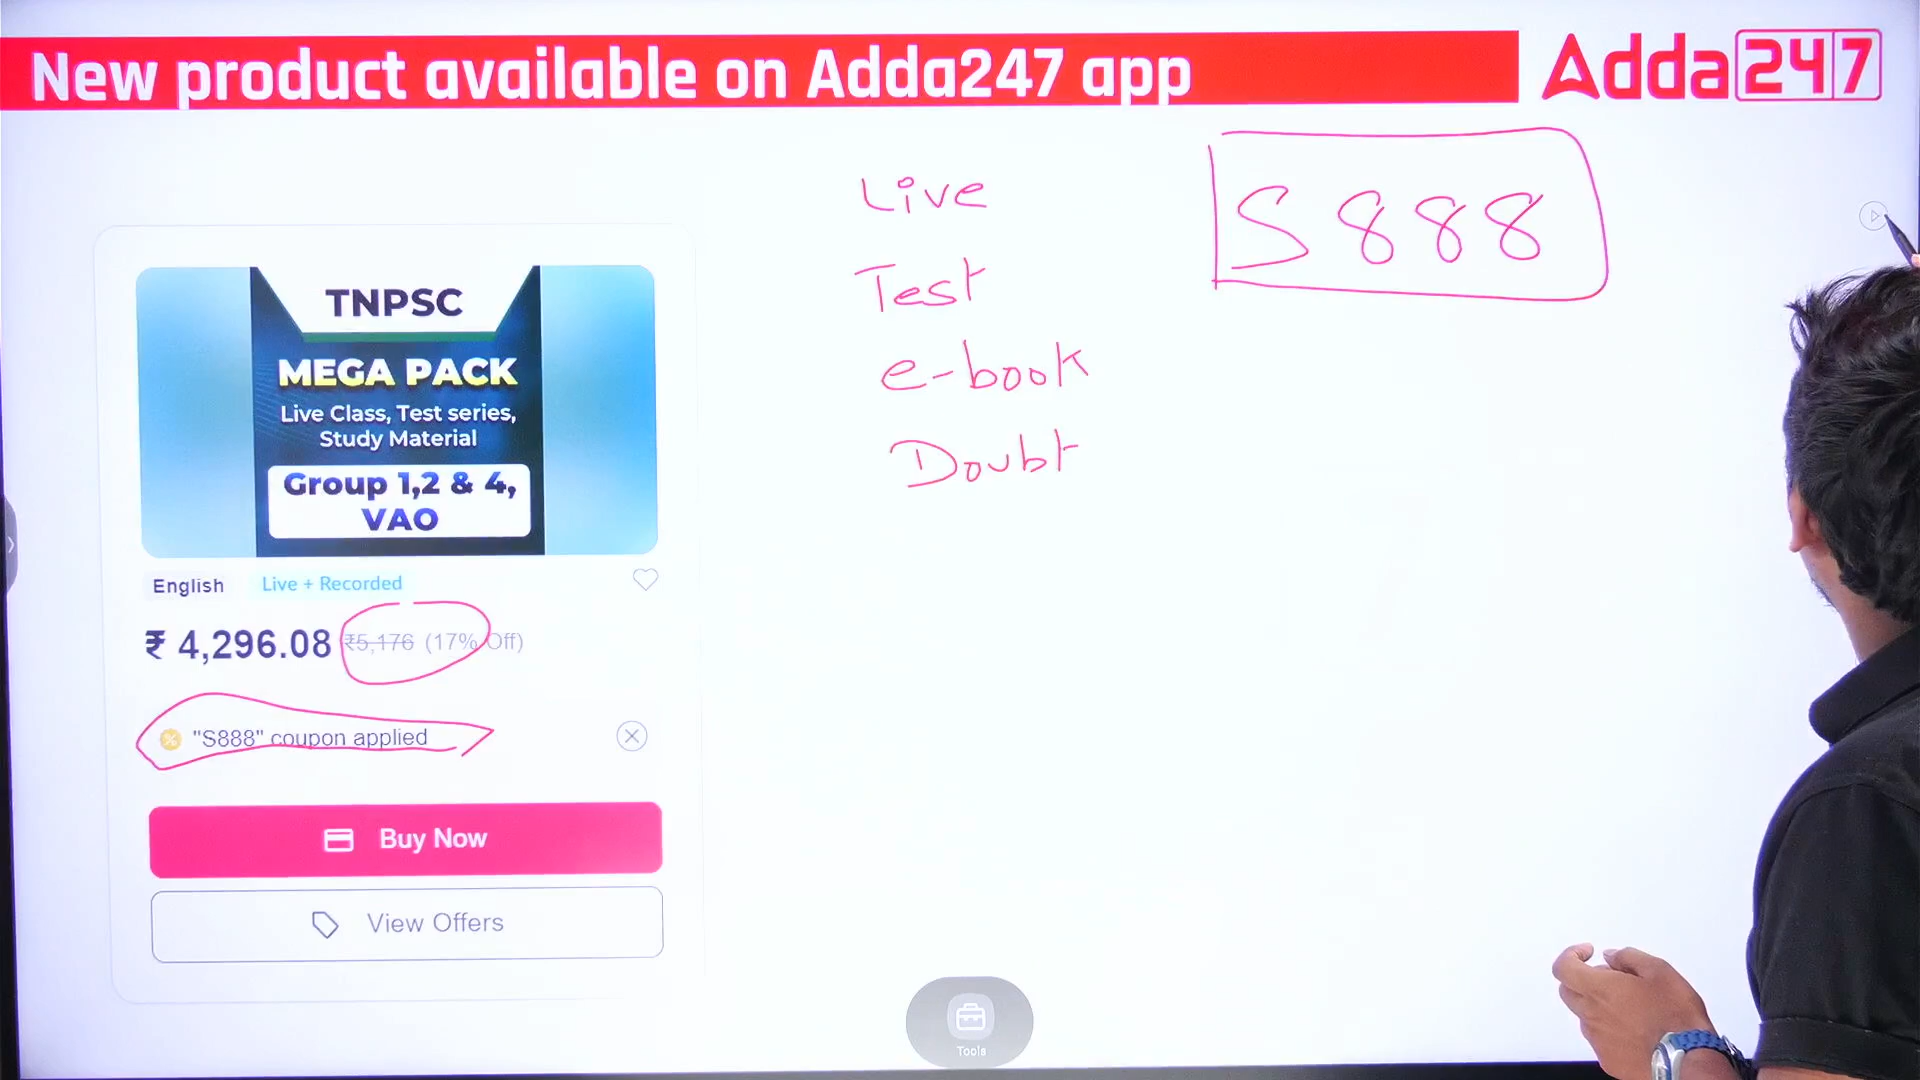 New product available on Adda247 app
Adda247
Live
S888
Test
e-book
Doubt
TNPSC
MEGA PACK
Live Class, Test series,
Study Material
Group 1,2 & 4,
VAO
English Live + Recorded
₹ 4,296.08 ₹5,176 (17% Off)
"S888" coupon applied
Buy Now
View Offers
Tools